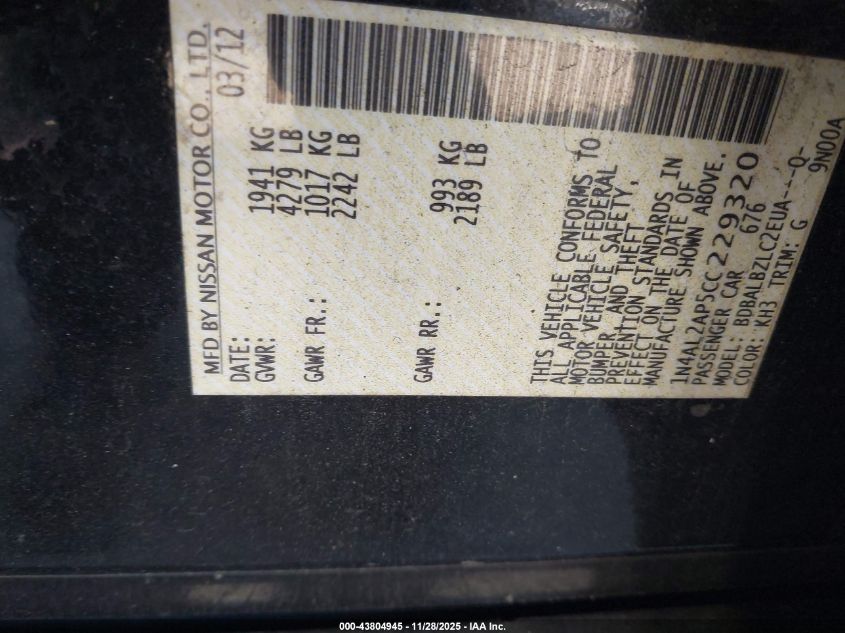 MFD BY NISSAN MOTOR CO., LTD.
DATE: 03/12
GVWR: 1941 KG
4279 LB
GAWR FR.: 1017 KG
2242 LB
GAWR RR.: 993 KG
2189 LB
THIS VEHICLE CONFORMS TO
ALL APPLICABLE FEDERAL
MOTOR VEHICLE SAFETY,
BUMPER, AND THEFT
PREVENTION STANDARDS IN
EFFECT ON THE DATE OF
MANUFACTURE SHOWN ABOVE.
1N4AL2AP5CC229320
PASSENGER CAR 676
MODEL: BDBALBZLC2EUA---Q-
COLOR: KH3 TRIM: G 9N00A
000-43804945 - 11/28/2025 - IAA Inc.